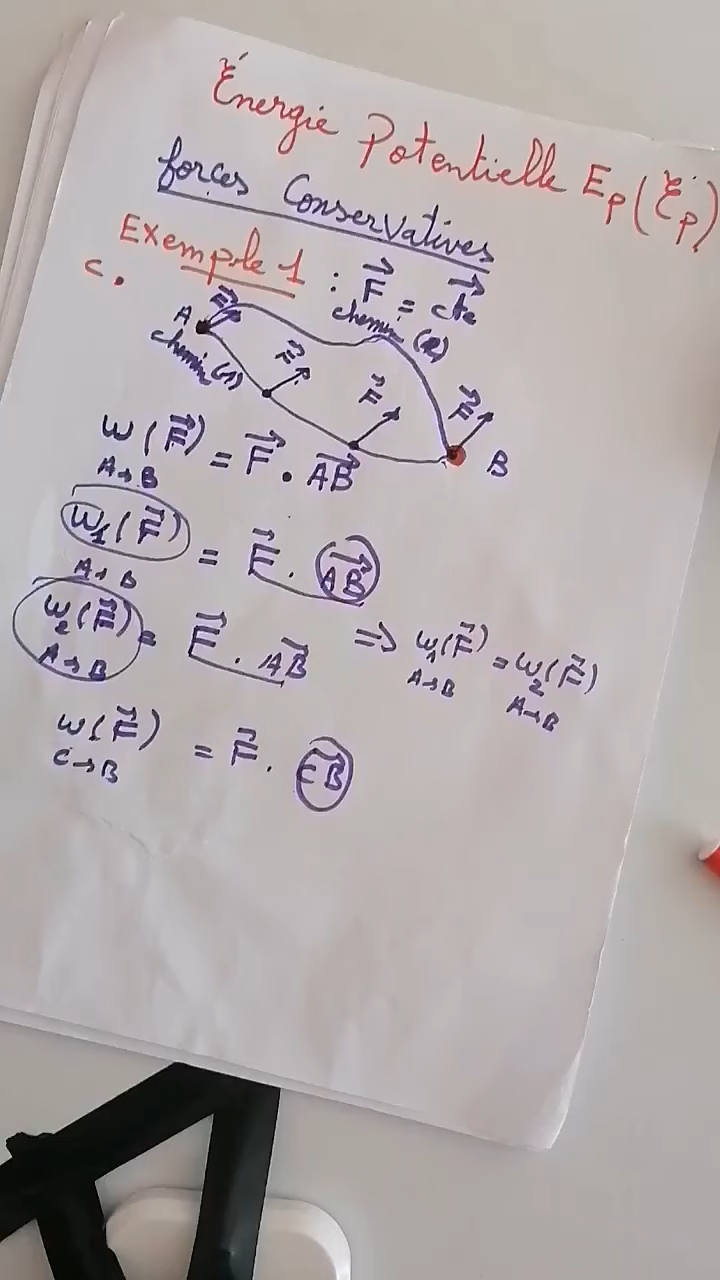 Énergie Potentielle Ep (Ép)
forces Conservatives
Exemple 1 : F⃗ = cte⃗
c.
chemin (2)
A F⃗
chemin (1) F⃗ F⃗ F⃗ B
W(F⃗) = F⃗ . AB⃗
A→B
W1(F⃗) = F⃗ . AB⃗
A→B
W2(F⃗) = F⃗ . AB⃗ => W1(F⃗) = W2(F⃗)
A→B A→B A→B
W(F⃗) = F⃗ . CB⃗
C→B